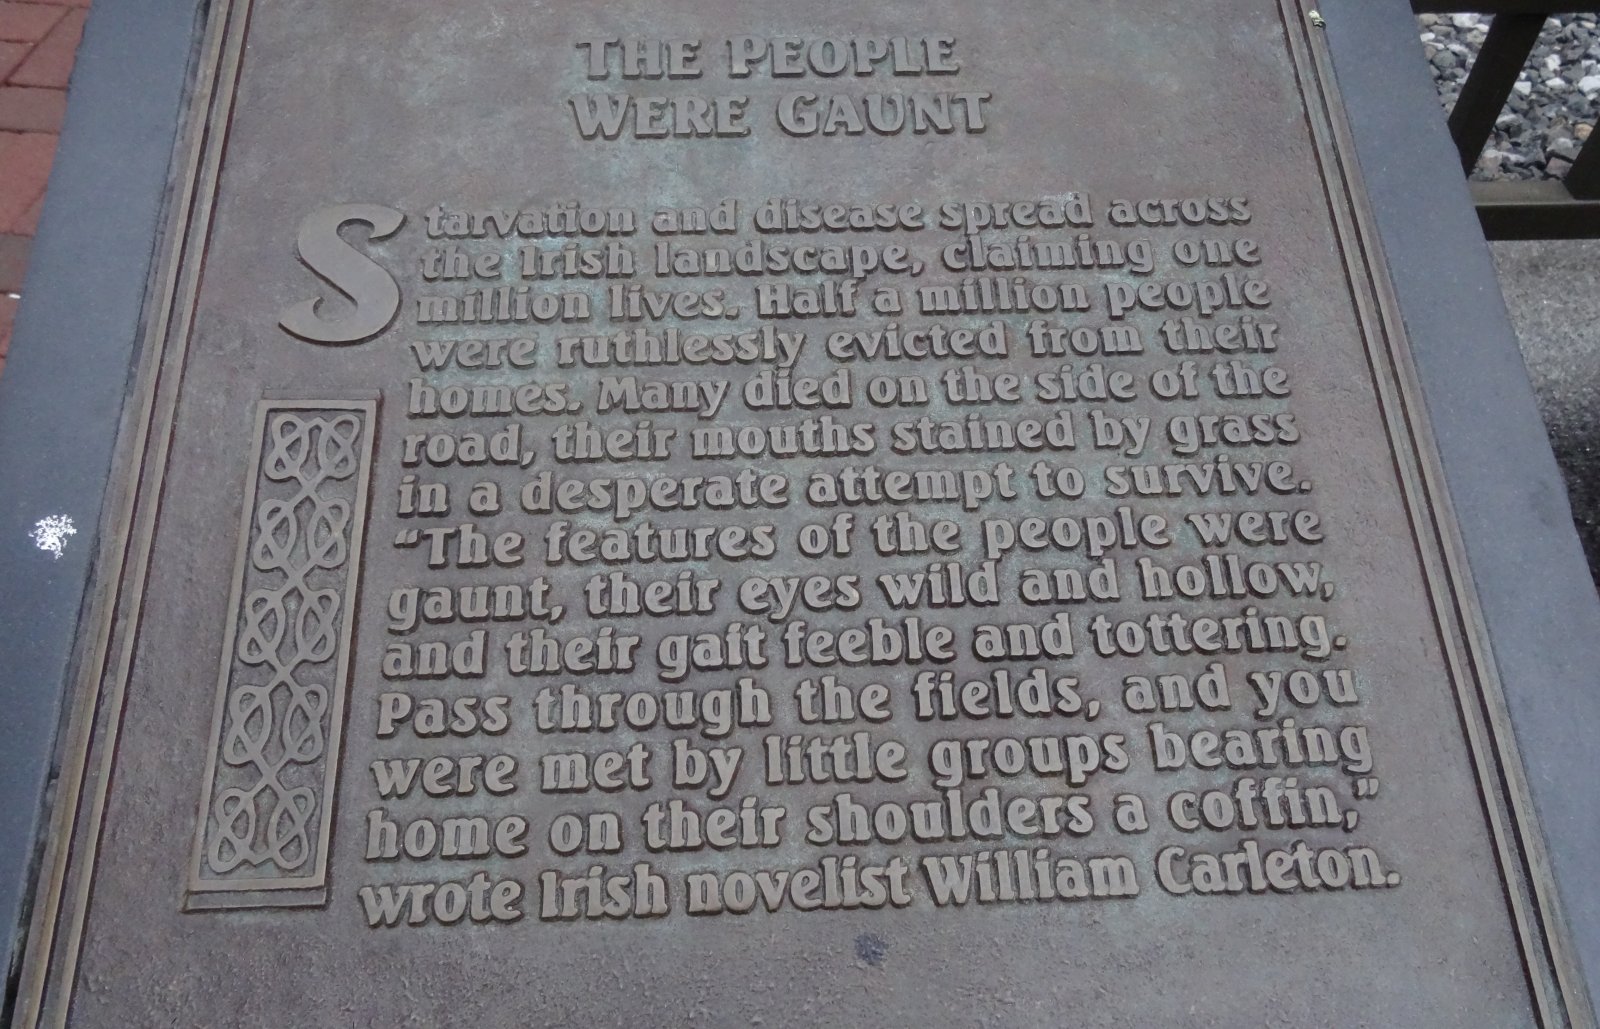 THE PEOPLE
WERE GAUNT
Starvation and disease spread across
the Irish landscape, claiming one
million lives. Half a million people
were ruthlessly evicted from their
homes. Many died on the side of the
road, their mouths stained by grass
in a desperate attempt to survive.
“The features of the people were
gaunt, their eyes wild and hollow,
and their gait feeble and tottering.
Pass through the fields, and you
were met by little groups bearing
home on their shoulders a coffin,”
wrote Irish novelist William Carleton.